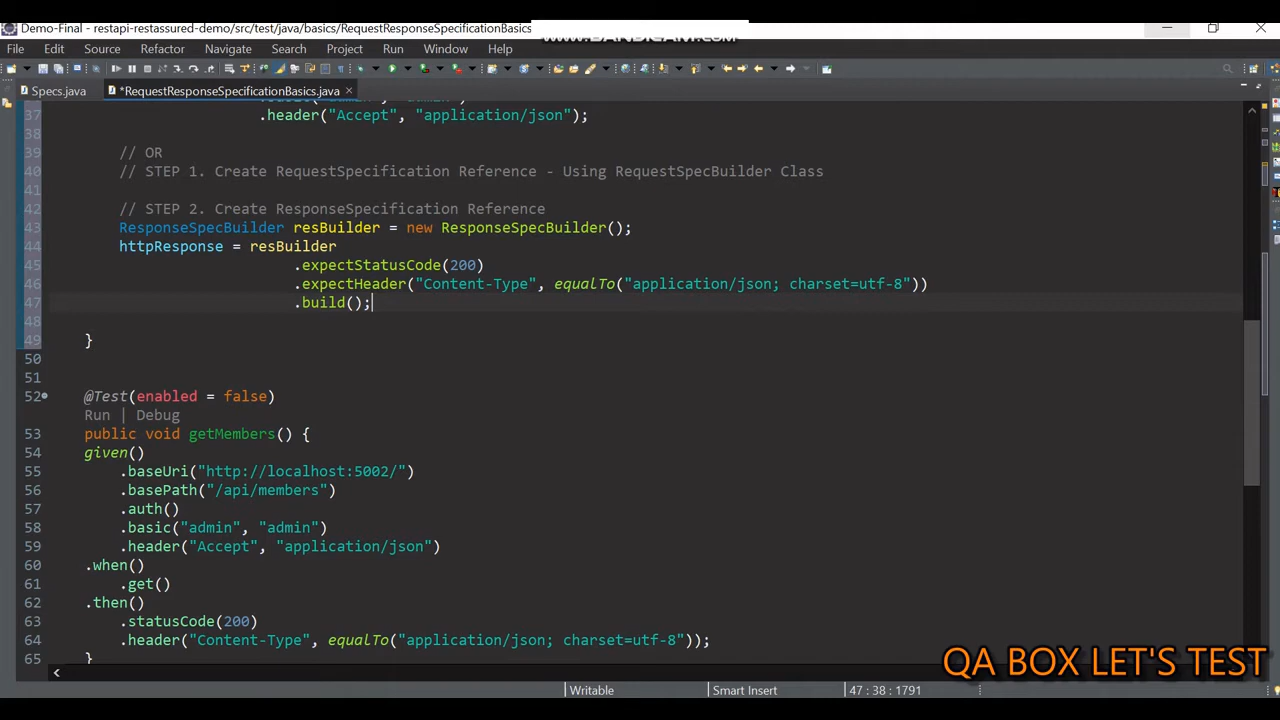 Demo-Final - restapi-restassured-demo/src/test/java/basics/RequestResponseSpecificationBasics
www.BANDICAM.com
File Edit Source Refactor Navigate Search Project Run Window Help
Specs.java *RequestResponseSpecificationBasics.java
37 .header("Accept", "application/json");
38
39 // OR
40 // STEP 1. Create RequestSpecification Reference - Using RequestSpecBuilder Class
41
42 // STEP 2. Create ResponseSpecification Reference
43 ResponseSpecBuilder resBuilder = new ResponseSpecBuilder();
44 httpResponse = resBuilder
45 .expectStatusCode(200)
46 .expectHeader("Content-Type", equalTo("application/json; charset=utf-8"))
47 .build();
48
49 }
50
51
52 @Test(enabled = false)
Run | Debug
53 public void getMembers() {
54 given()
55 .baseUri("http://localhost:5002/")
56 .basePath("/api/members")
57 .auth()
58 .basic("admin", "admin")
59 .header("Accept", "application/json")
60 .when()
61 .get()
62 .then()
63 .statusCode(200)
64 .header("Content-Type", equalTo("application/json; charset=utf-8"));
65 }
QA BOX LET'S TEST
Writable Smart Insert 47 : 38 : 1791